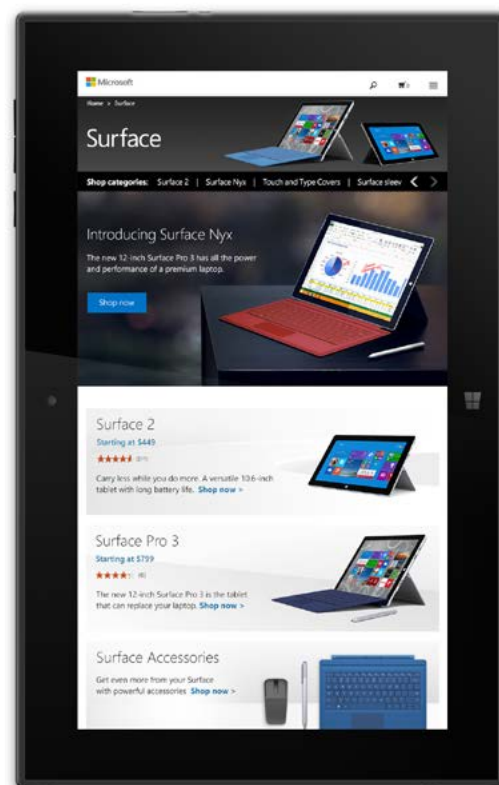 Microsoft
0
Home > Surface
Surface
Shop categories: Surface 2 | Surface Nyx | Touch and Type Covers | Surface sleev
Introducing Surface Nyx
The new 12-inch Surface Pro 3 has all the power
and performance of a premium laptop.
Shop now
Surface 2
Starting at $449
Carry less while you do more. A versatile 10.6-inch
tablet with long battery life. Shop now >
Surface Pro 3
Starting at $799
The new 12-inch Surface Pro 3 is the tablet
that can replace your laptop. Shop now >
Surface Accessories
Get even more from your Surface
with powerful accessories Shop now >